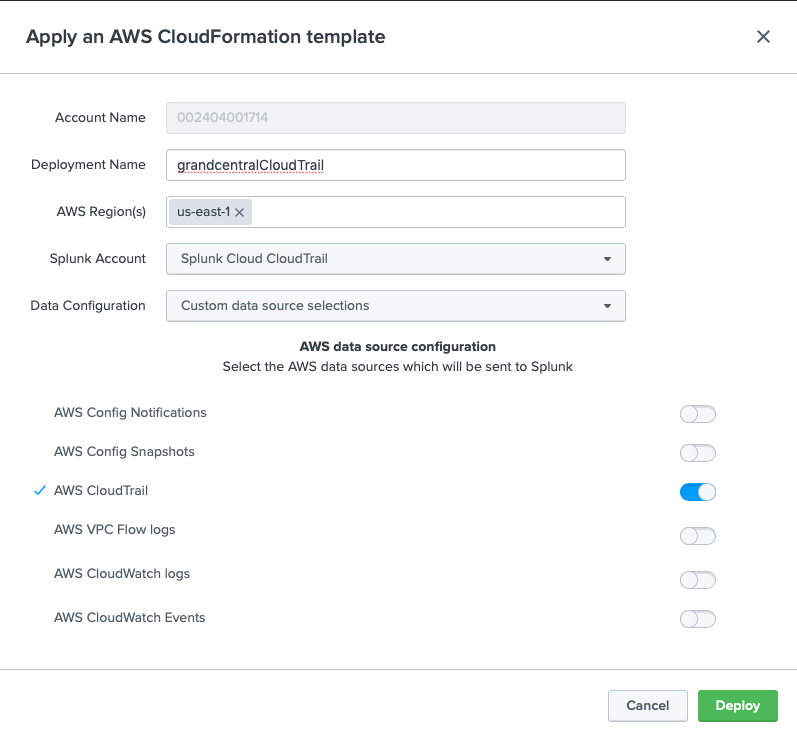 Apply an AWS CloudFormation template
Account Name 002404001714
Deployment Name grandcentralCloudTrail
AWS Region(s) us-east-1
Splunk Account Splunk Cloud CloudTrail
Data Configuration Custom data source selections
AWS data source configuration
Select the AWS data sources which will be sent to Splunk
AWS Config Notifications
AWS Config Snapshots
AWS CloudTrail
AWS VPC Flow logs
AWS CloudWatch logs
AWS CloudWatch Events
Cancel Deploy